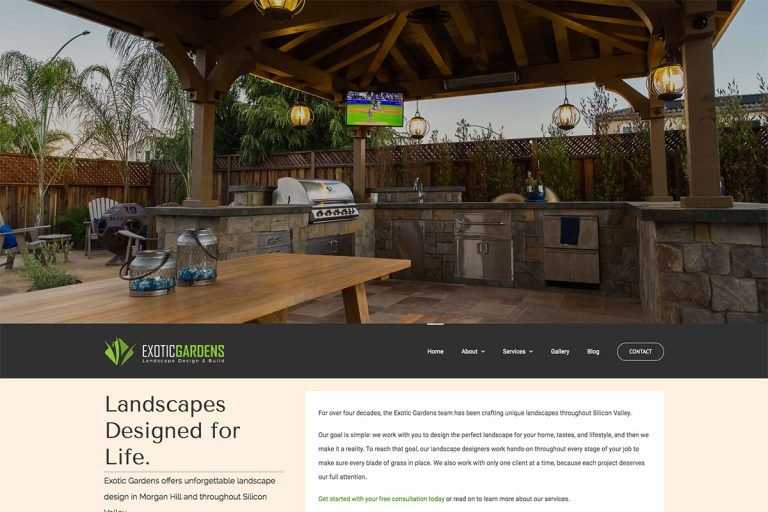 EXOTICGARDENS
Landscape Design & Build
Home About Services Gallery Blog CONTACT
Landscapes
Designed for
Life.
Exotic Gardens offers unforgettable landscape
design in Morgan Hill and throughout Silicon
Valley.
For over four decades, the Exotic Gardens team has been crafting unique landscapes throughout Silicon Valley.
Our goal is simple: we work with you to design the perfect landscape for your home, tastes, and lifestyle, and then we
make it a reality. To reach that goal, our landscape designers work hands-on throughout every stage of your job to
make sure every blade of grass in place. We also work with only one client at a time, because each project deserves
our full attention.
Get started with your free consultation today or read on to learn more about our services.